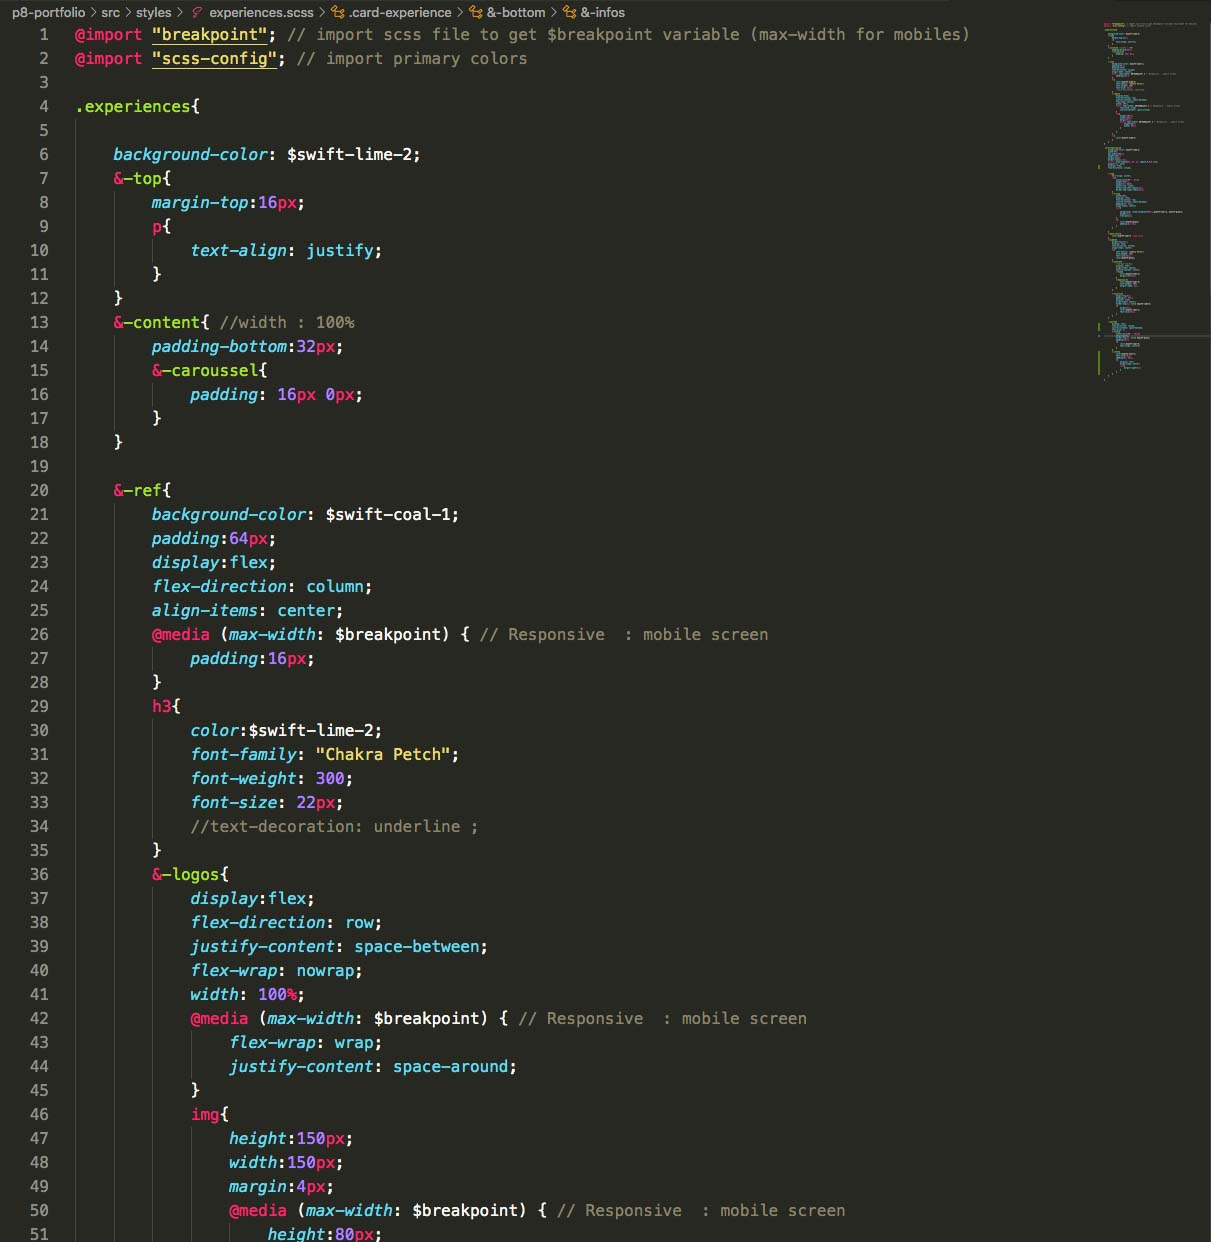 p8-portfolio > src > styles > experiences.scss > .card-experience > &-bottom > &-infos
1 @import "breakpoint"; // import scss file to get $breakpoint variable (max-width for mobiles)
2 @import "scss-config"; // import primary colors
3
4 .experiences{
5
6 background-color: $swift-lime-2;
7 &-top{
8 margin-top:16px;
9 p{
10 text-align: justify;
11 }
12 }
13 &-content{ //width : 100%
14 padding-bottom:32px;
15 &-caroussel{
16 padding: 16px 0px;
17 }
18 }
19
20 &-ref{
21 background-color: $swift-coal-1;
22 padding:64px;
23 display:flex;
24 flex-direction: column;
25 align-items: center;
26 @media (max-width: $breakpoint) { // Responsive  : mobile screen
27 padding:16px;
28 }
29 h3{
30 color:$swift-lime-2;
31 font-family: "Chakra Petch";
32 font-weight: 300;
33 font-size: 22px;
34 //text-decoration: underline ;
35 }
36 &-logos{
37 display:flex;
38 flex-direction: row;
39 justify-content: space-between;
40 flex-wrap: nowrap;
41 width: 100%;
42 @media (max-width: $breakpoint) { // Responsive  : mobile screen
43 flex-wrap: wrap;
44 justify-content: space-around;
45 }
46 img{
47 height:150px;
48 width:150px;
49 margin:4px;
50 @media (max-width: $breakpoint) { // Responsive  : mobile screen
51 height:80px;